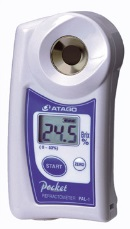 ATAGO
24.5
Brix
%
(0~53%)
START
ZERO
Pocket
REFRACTOMETER PAL-1